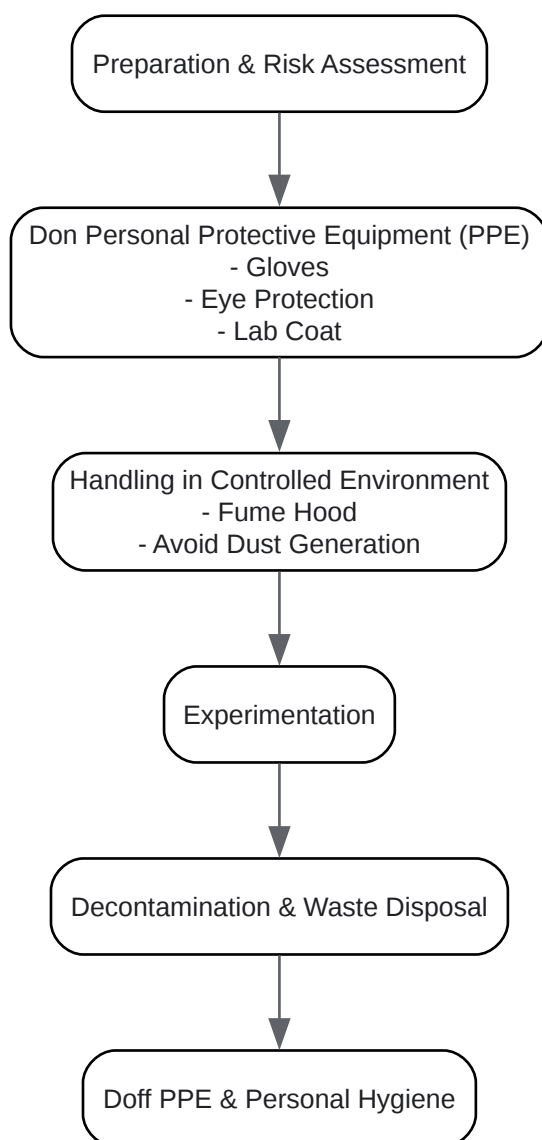 Preparation & Risk Assessment
Don Personal Protective Equipment (PPE)
- Gloves
- Eye Protection
- Lab Coat
Handling in Controlled Environment
- Fume Hood
- Avoid Dust Generation
Experimentation
Decontamination & Waste Disposal
Doff PPE & Personal Hygiene